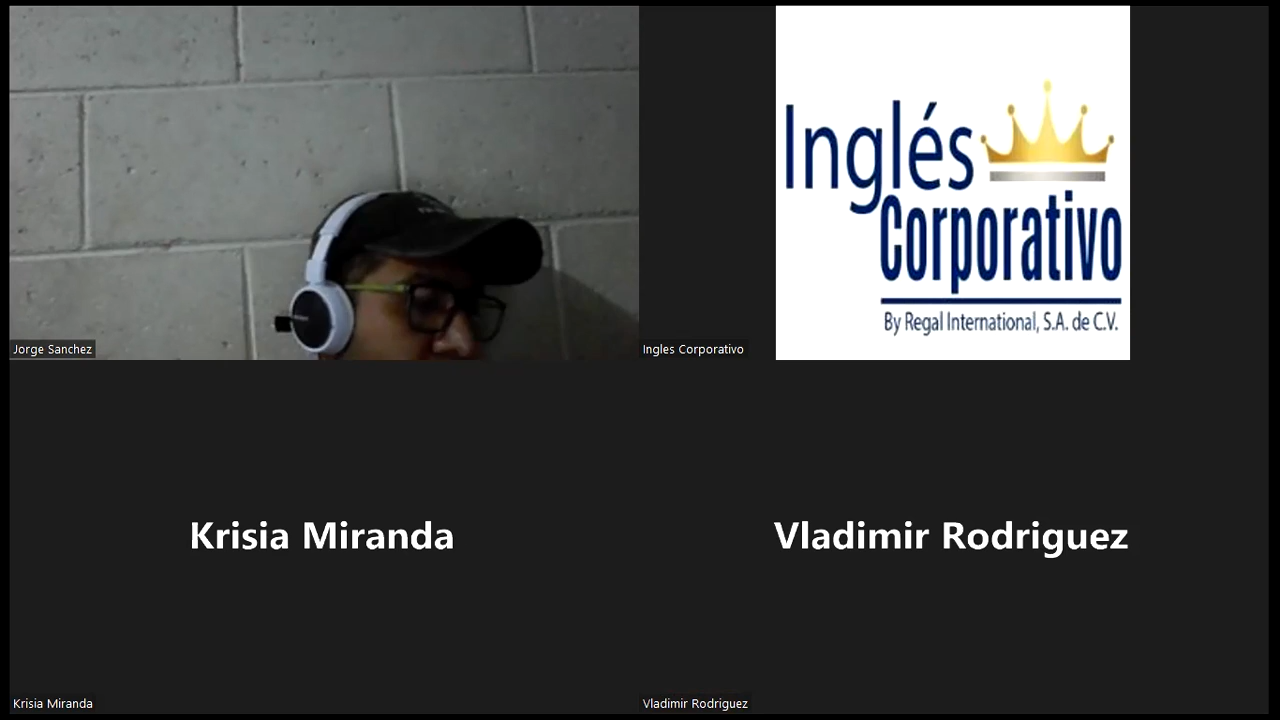 Jorge Sanchez
Inglés
Corporativo
By Regal International, S.A. de C.V.
Ingles Corporativo
Krisia Miranda
Vladimir Rodriguez
Krisia Miranda
Vladimir Rodriguez